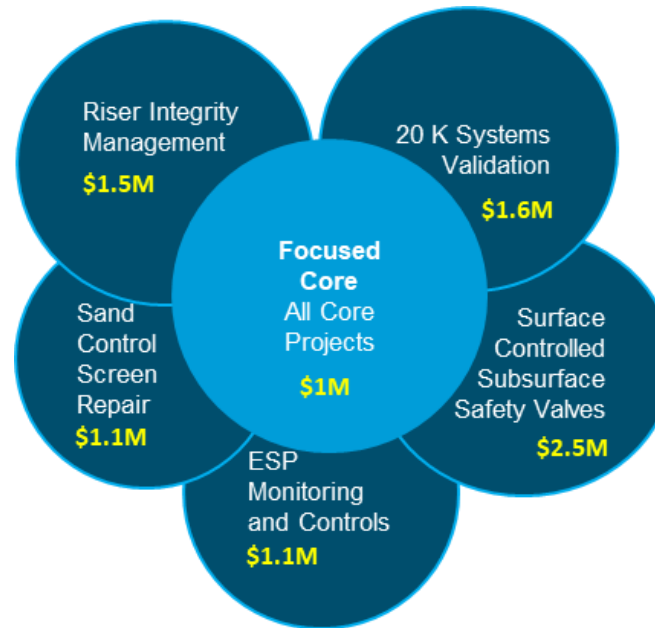 Riser Integrity
Management
$1.5M
20 K Systems
Validation
$1.6M
Focused
Core
All Core
Projects
$1M
Sand
Control
Screen
Repair
$1.1M
Surface
Controlled
Subsurface
Safety Valves
$2.5M
ESP
Monitoring
and Controls
$1.1M